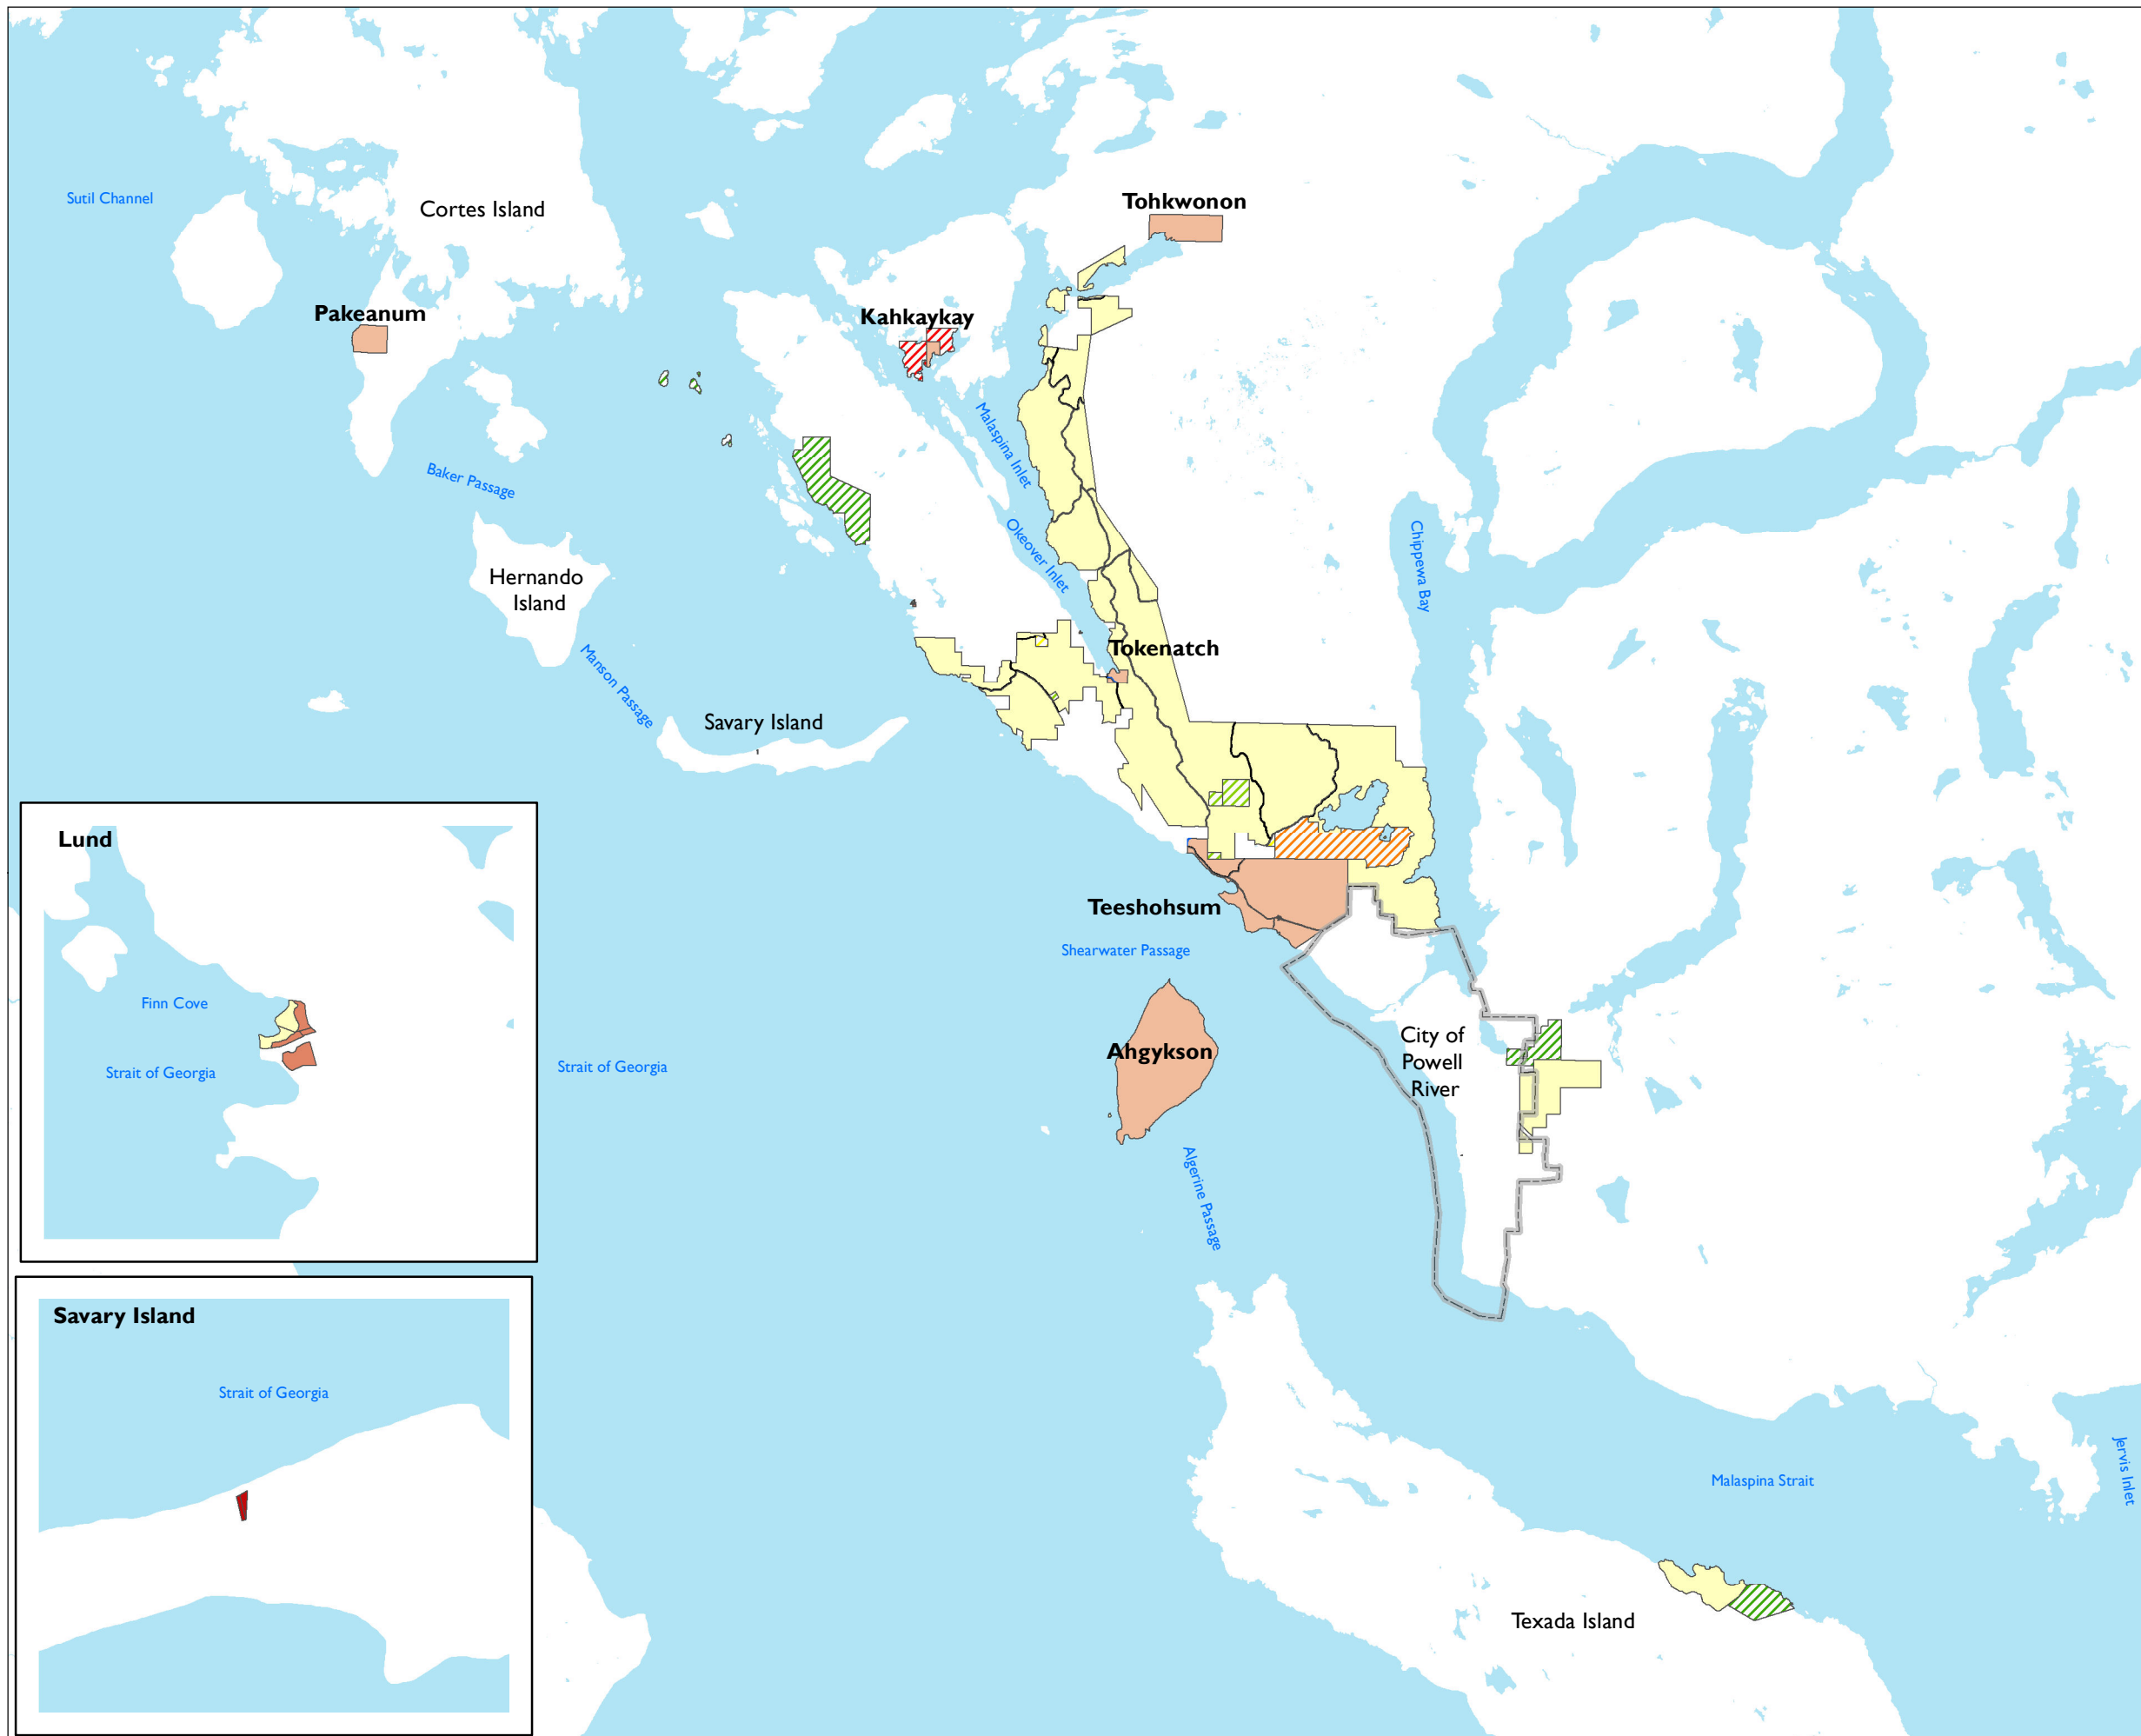 Sutil Channel
Cortes Island
Tohkwonon
Pakeanum
Kahkaykay
Malaspina Inlet
Baker Passage
Okeover Inlet
Chippewa Bay
Hernando
Island
Manson Passage
Tokenatch
Savary Island
Lund
Finn Cove
Strait of Georgia
Teeshohsum
Shearwater Passage
Ahgykson
City of
Powell
River
Strait of Georgia
Algerine Passage
Savary Island
Strait of Georgia
Malaspina Strait
Jervis Inlet
Texada Island